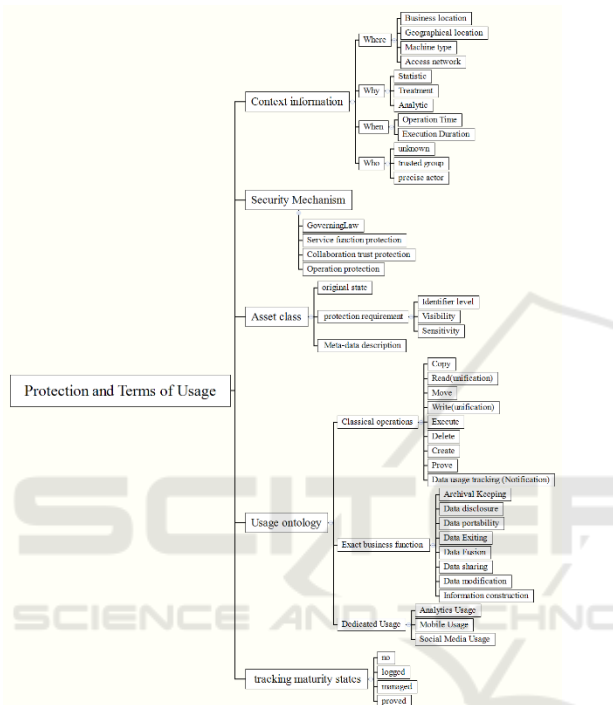 Business location
Geographical location
Where
Machine type
Access network
Statistic
Why
Treatment
Analytic
Context information
Operation Time
When
Execution Duration
unknown
Who
trusted group
precise actor
Security Mechanism
GoverningLaw
Service function protection
Collaboration trust protection
Operation protection
original state
Identifier level
Asset class
protection requirement
Visibility
Sensitivity
Meta-data description
Protection and Terms of Usage
Copy
Read(unification)
Move
Write(unification)
Classical operations
Execute
Delete
Create
Prove
Data usage tracking (Notification)
Archival Keeping
Data disclosure
Data portability
Usage ontology
Exact business function
Data Exiting
Data Fusion
Data sharing
Data modification
Information construction
Analytics Usage
Dedicated Usage
Mobile Usage
Social Media Usage
no
logged
tracking maturity states
managed
proved
SCITEP
SCIENCE AND TECHNO